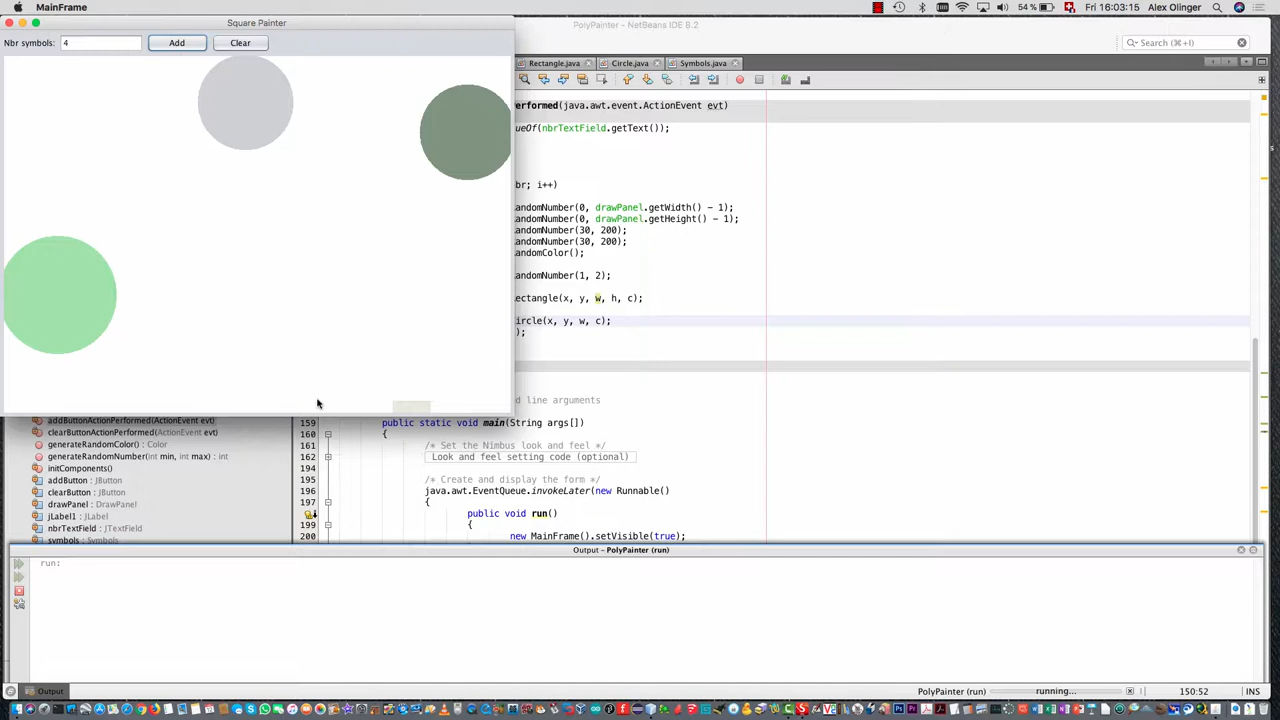 MainFrame
54 %
Fri 16:03:15
Alex Olinger
Square Painter
PolyPainter - NetBeans IDE 8.2
Nbr symbols:
4
Add
Clear
Search (⌘+I)
Rectangle.java
Circle.java
Symbols.java
erformed(java.awt.event.ActionEvent evt)
ueOf(nbrTextField.getText());
br; i++)
andomNumber(0, drawPanel.getWidth() - 1);
andomNumber(0, drawPanel.getHeight() - 1);
andomNumber(30, 200);
andomNumber(30, 200);
andomColor();
andomNumber(1, 2);
ectangle(x, y, w, h, c);
ircle(x, y, w, c);
);
d line arguments
addButtonActionPerformed(ActionEvent evt)
clearButtonActionPerformed(ActionEvent evt)
generateRandomColor() : Color
generateRandomNumber(int min, int max) : int
initComponents()
addButton : JButton
clearButton : JButton
drawPanel : DrawPanel
jLabel1 : JLabel
nbrTextField : JTextField
symbols : Symbols
159 public static void main(String args[])
160 {
161 /* Set the Nimbus look and feel */
162 Look and feel setting code (optional)
194
195 /* Create and display the form */
196 java.awt.EventQueue.invokeLater(new Runnable()
197 {
public void run()
199 {
200 new MainFrame().setVisible(true);
Output - PolyPainter (run)
run:
Output
PolyPainter (run)
running...
150:52
INS